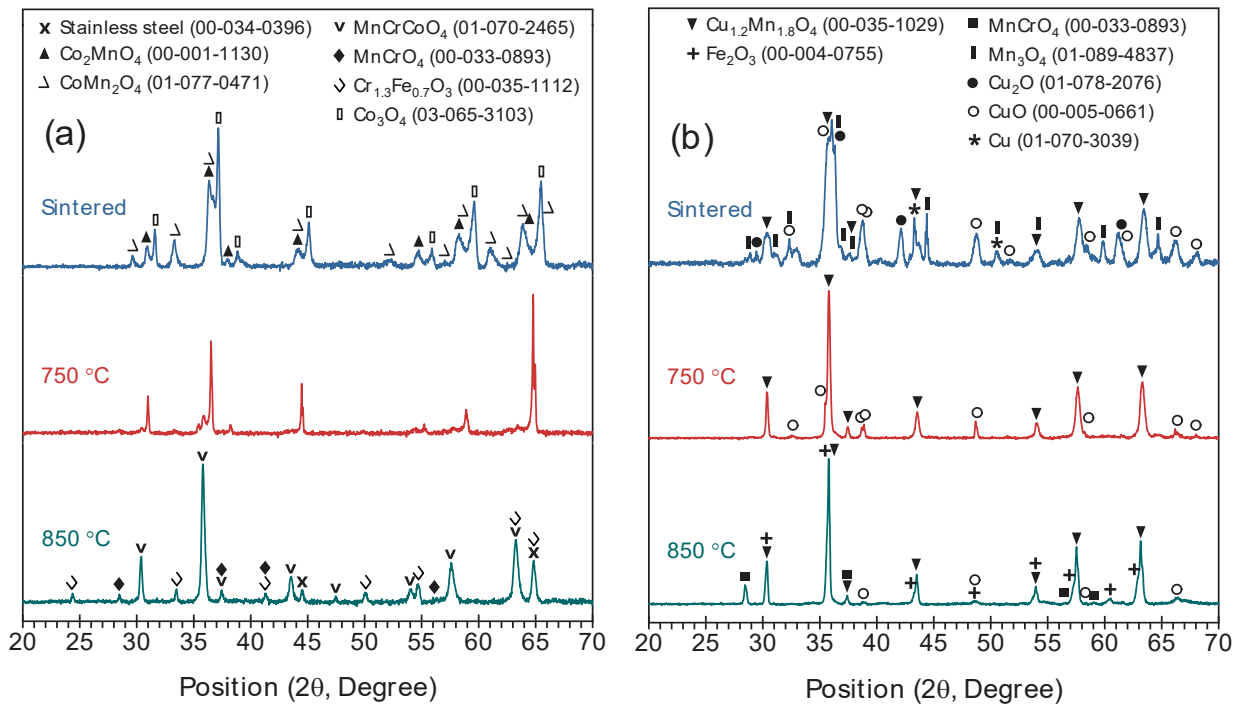 x Stainless steel (00-034-0396)
▲ Co₂MnO₄ (00-001-1130)
> CoMn₂O₄ (01-077-0471)
v MnCrCoO₄ (01-070-2465)
◆ MnCrO₄ (00-033-0893)
Cr₁.₃Fe₀.₇O₃ (00-035-1112)
▯ Co₃O₄ (03-065-3103)
(a)
Sintered
750 °C
850 °C
20 25 30 35 40 45 50 55 60 65 70
Position (2θ, Degree)
▼ Cu₁.₂Mn₁.₈O₄ (00-035-1029)
+ Fe₂O₃ (00-004-0755)
■ MnCrO₄ (00-033-0893)
▮ Mn₃O₄ (01-089-4837)
● Cu₂O (01-078-2076)
○ CuO (00-005-0661)
* Cu (01-070-3039)
(b)
Sintered
750 °C
850 °C
20 25 30 35 40 45 50 55 60 65 70
Position (2θ, Degree)